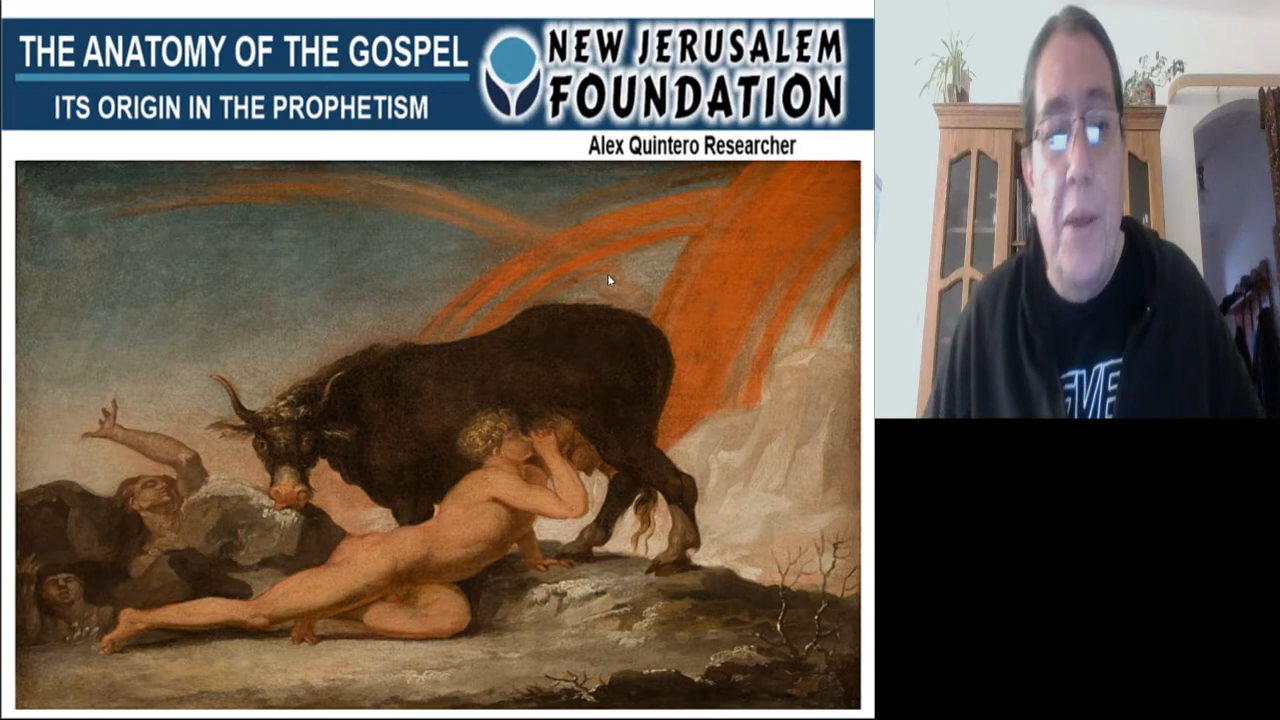 THE ANATOMY OF THE GOSPEL
ITS ORIGIN IN THE PROPHETISM
NEW JERUSALEM
FOUNDATION
Alex Quintero Researcher